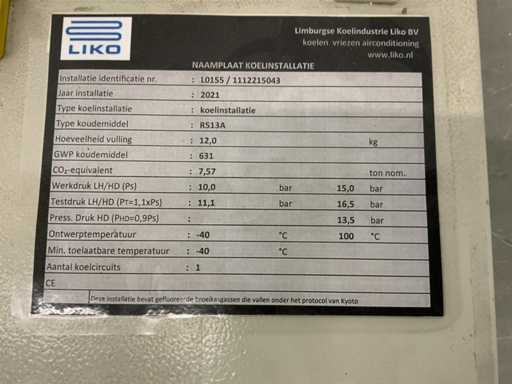 LIKO
Limburgse Koelindustrie Liko BV
koelen vriezen airconditioning
www.liko.nl
NAAMPLAAT KOELINSTALLATIE
Installatie identificatie nr. : L0155 / 1112215043
Jaar installatie : 2021
Type koelinstallatie : koelinstallatie
Type koudemiddel : R513A
Hoeveelheid vulling : 12,0 kg
GWP koudemiddel : 631
CO₂-equivalent : 7,57 ton nom.
Werkdruk LH/HD (Ps) : 10,0 bar 15,0 bar
Testdruk LH/HD (PT=1,1xPs) : 11,1 bar 16,5 bar
Press. Druk HD (PHD=0,9Ps) : 13,5 bar
Ontwerptemperatuur : -40 °C 100 °C
Min. toelaatbare temperatuur : -40 °C
Aantal koelcircuits : 1
CE
Deze installatie bevat gefluoreerde broeikasgassen die vallen onder het protocol van Kyoto